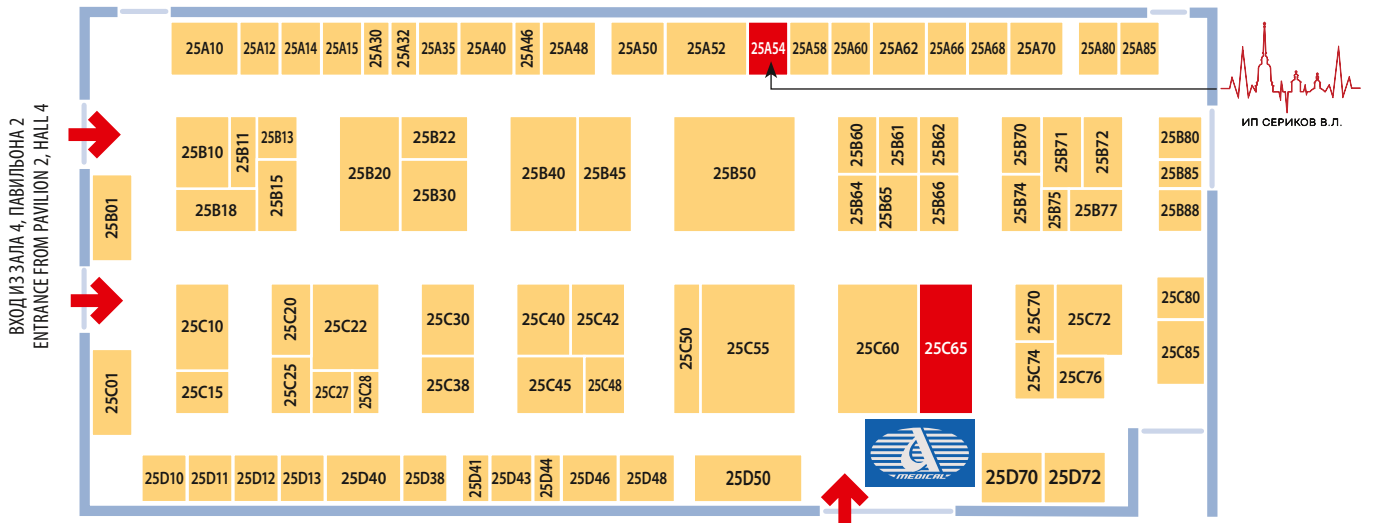 25A10 25A12 25A14 25A15 25A30 25A32 25A35 25A40 25A46 25A48 25A50 25A52 25A54 25A58 25A60 25A62 25A66 25A68 25A70 25A80 25A85
ИП СЕРИКОВ В.Л.
ВХОД ИЗ ЗАЛА 4, ПАВИЛЬОНА 2
ENTRANCE FROM PAVILION 2, HALL 4
25B01
25B10 25B11 25B13 25B20 25B22 25B40 25B45 25B50 25B60 25B61 25B62 25B70 25B71 25B72 25B80
25B18 25B15 25B30 25B64 25B65 25B66 25B74 25B75 25B77 25B85
25B88
25C01
25C10 25C20 25C22 25C30 25C40 25C42 25C50 25C55 25C60 25C65 25C70 25C72 25C80
25C15 25C25 25C27 25C28 25C38 25C45 25C48 25C74 25C76 25C85
A
MEDICAL
25D10 25D11 25D12 25D13 25D40 25D38 25D41 25D43 25D44 25D46 25D48 25D50 25D70 25D72